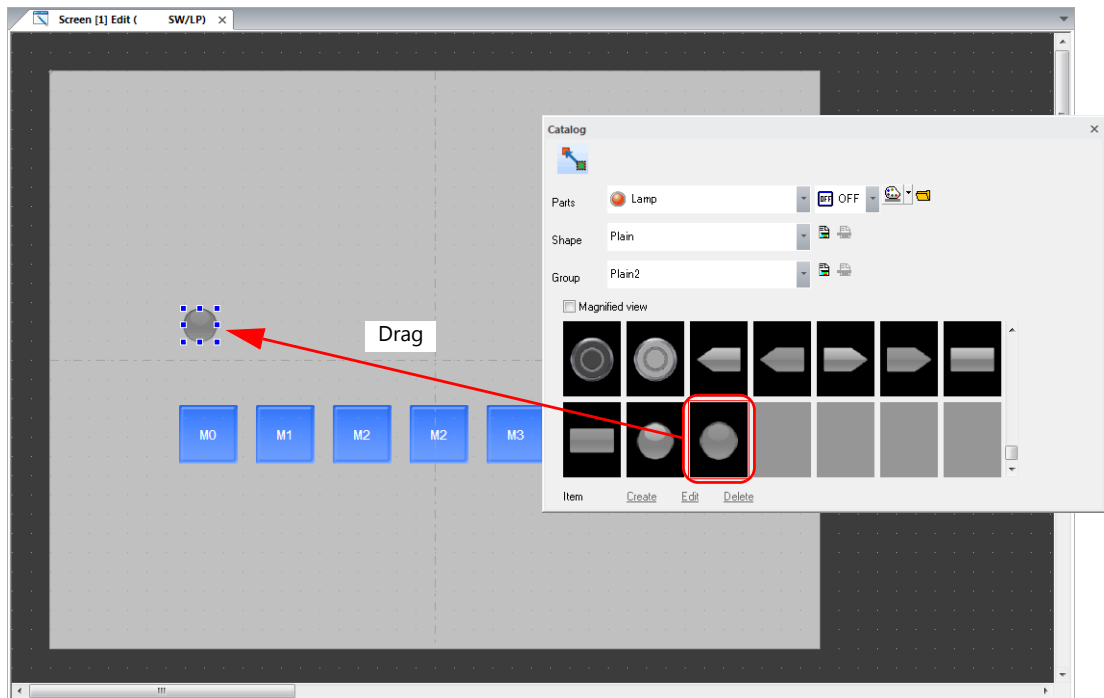 Screen [1] Edit ( SW/LP) ×
Catalog
Parts Lamp OFF OFF
Shape Plain
Group Plain2
Magnified view
Drag
M0 M1 M2 M2 M3
Item Create Edit Delete